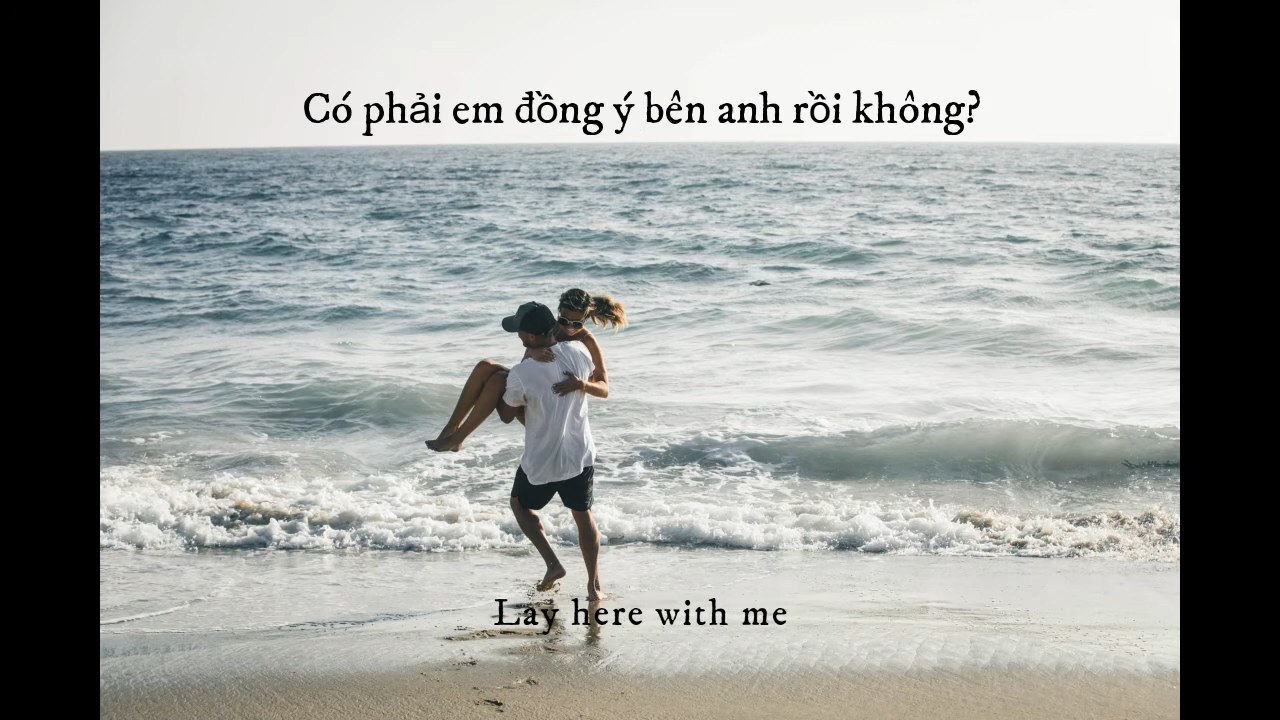 Có phải em đồng ý bên anh rồi không?
Lay here with me